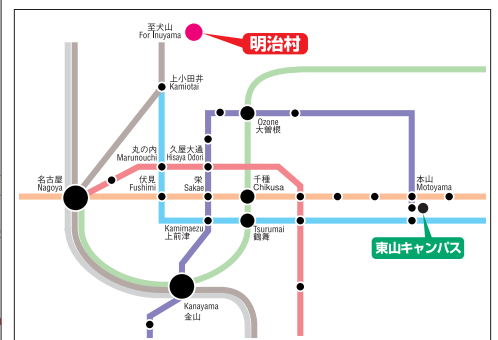 至犬山
For Inuyama
明治村
上小田井
Kamiotai
Ozone
大曽根
丸の内
Marunouchi
久屋大通
Hisaya Odori
名古屋
Nagoya
伏見
Fushimi
栄
Sakae
千種
Chikusa
本山
Motoyama
Kamimaezu
上前津
Tsurumai
鶴舞
東山キャンパス
Kanayama
金山